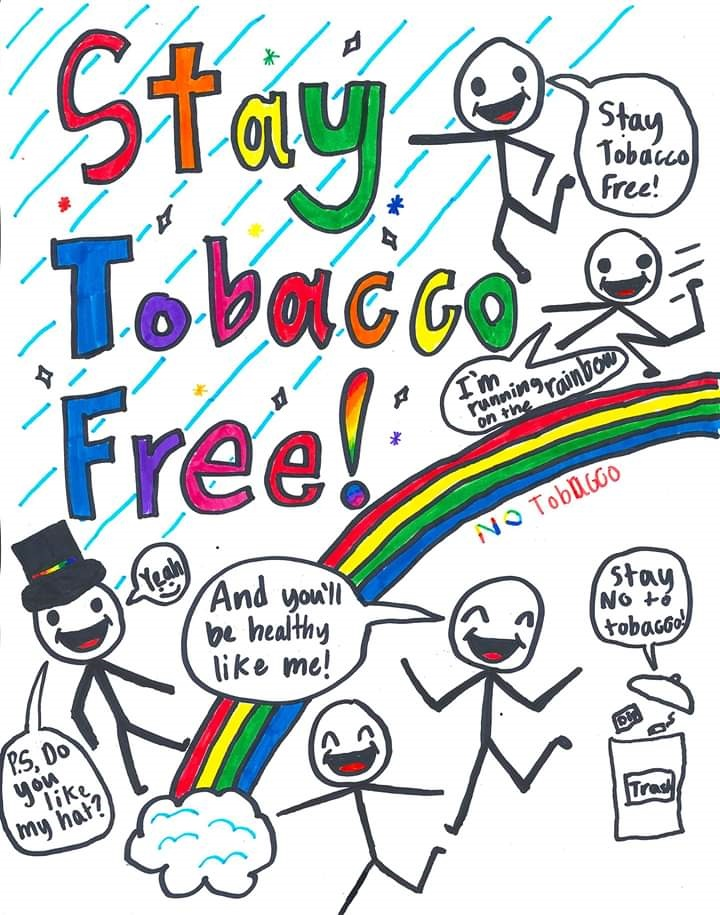 Stay
Tobacco
Free!
Stay
Tobacco
Free!
I'm
running
on the rainbow
NO Tobacco
Yeah
And you'll
be healthy
like me!
Stay
No to
tobacco!
P.S, Do
you
like
my hat?
Trash